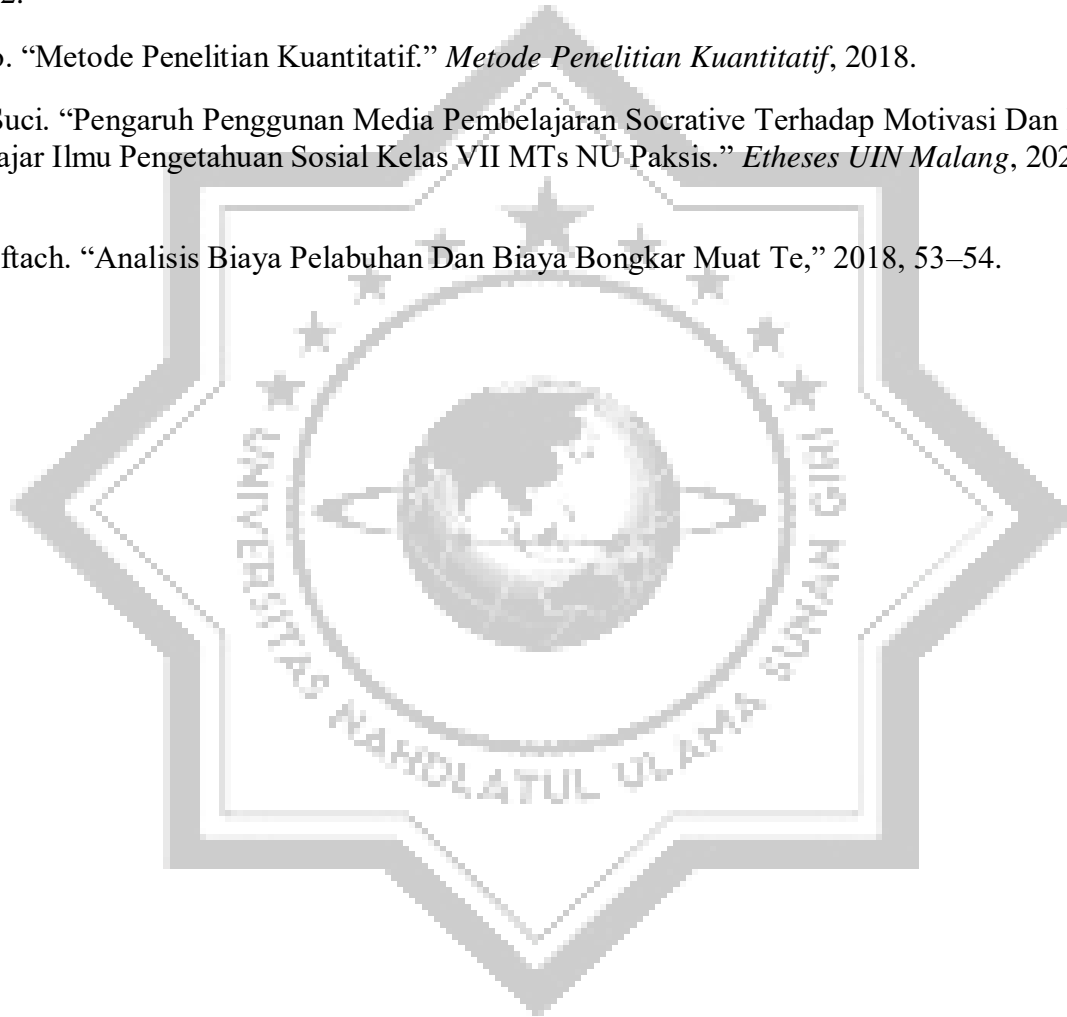 2.
. “Metode Penelitian Kuantitatif.” Metode Penelitian Kuantitatif, 2018.
Suci. “Pengaruh Penggunan Media Pembelajaran Socrative Terhadap Motivasi Dan
ajar Ilmu Pengetahuan Sosial Kelas VII MTs NU Paksis.” Etheses UIN Malang, 202
ftach. “Analisis Biaya Pelabuhan Dan Biaya Bongkar Muat Te,” 2018, 53–54.
UNIVERSITAS NAHDLATUL ULAMA SUNAN GIRI